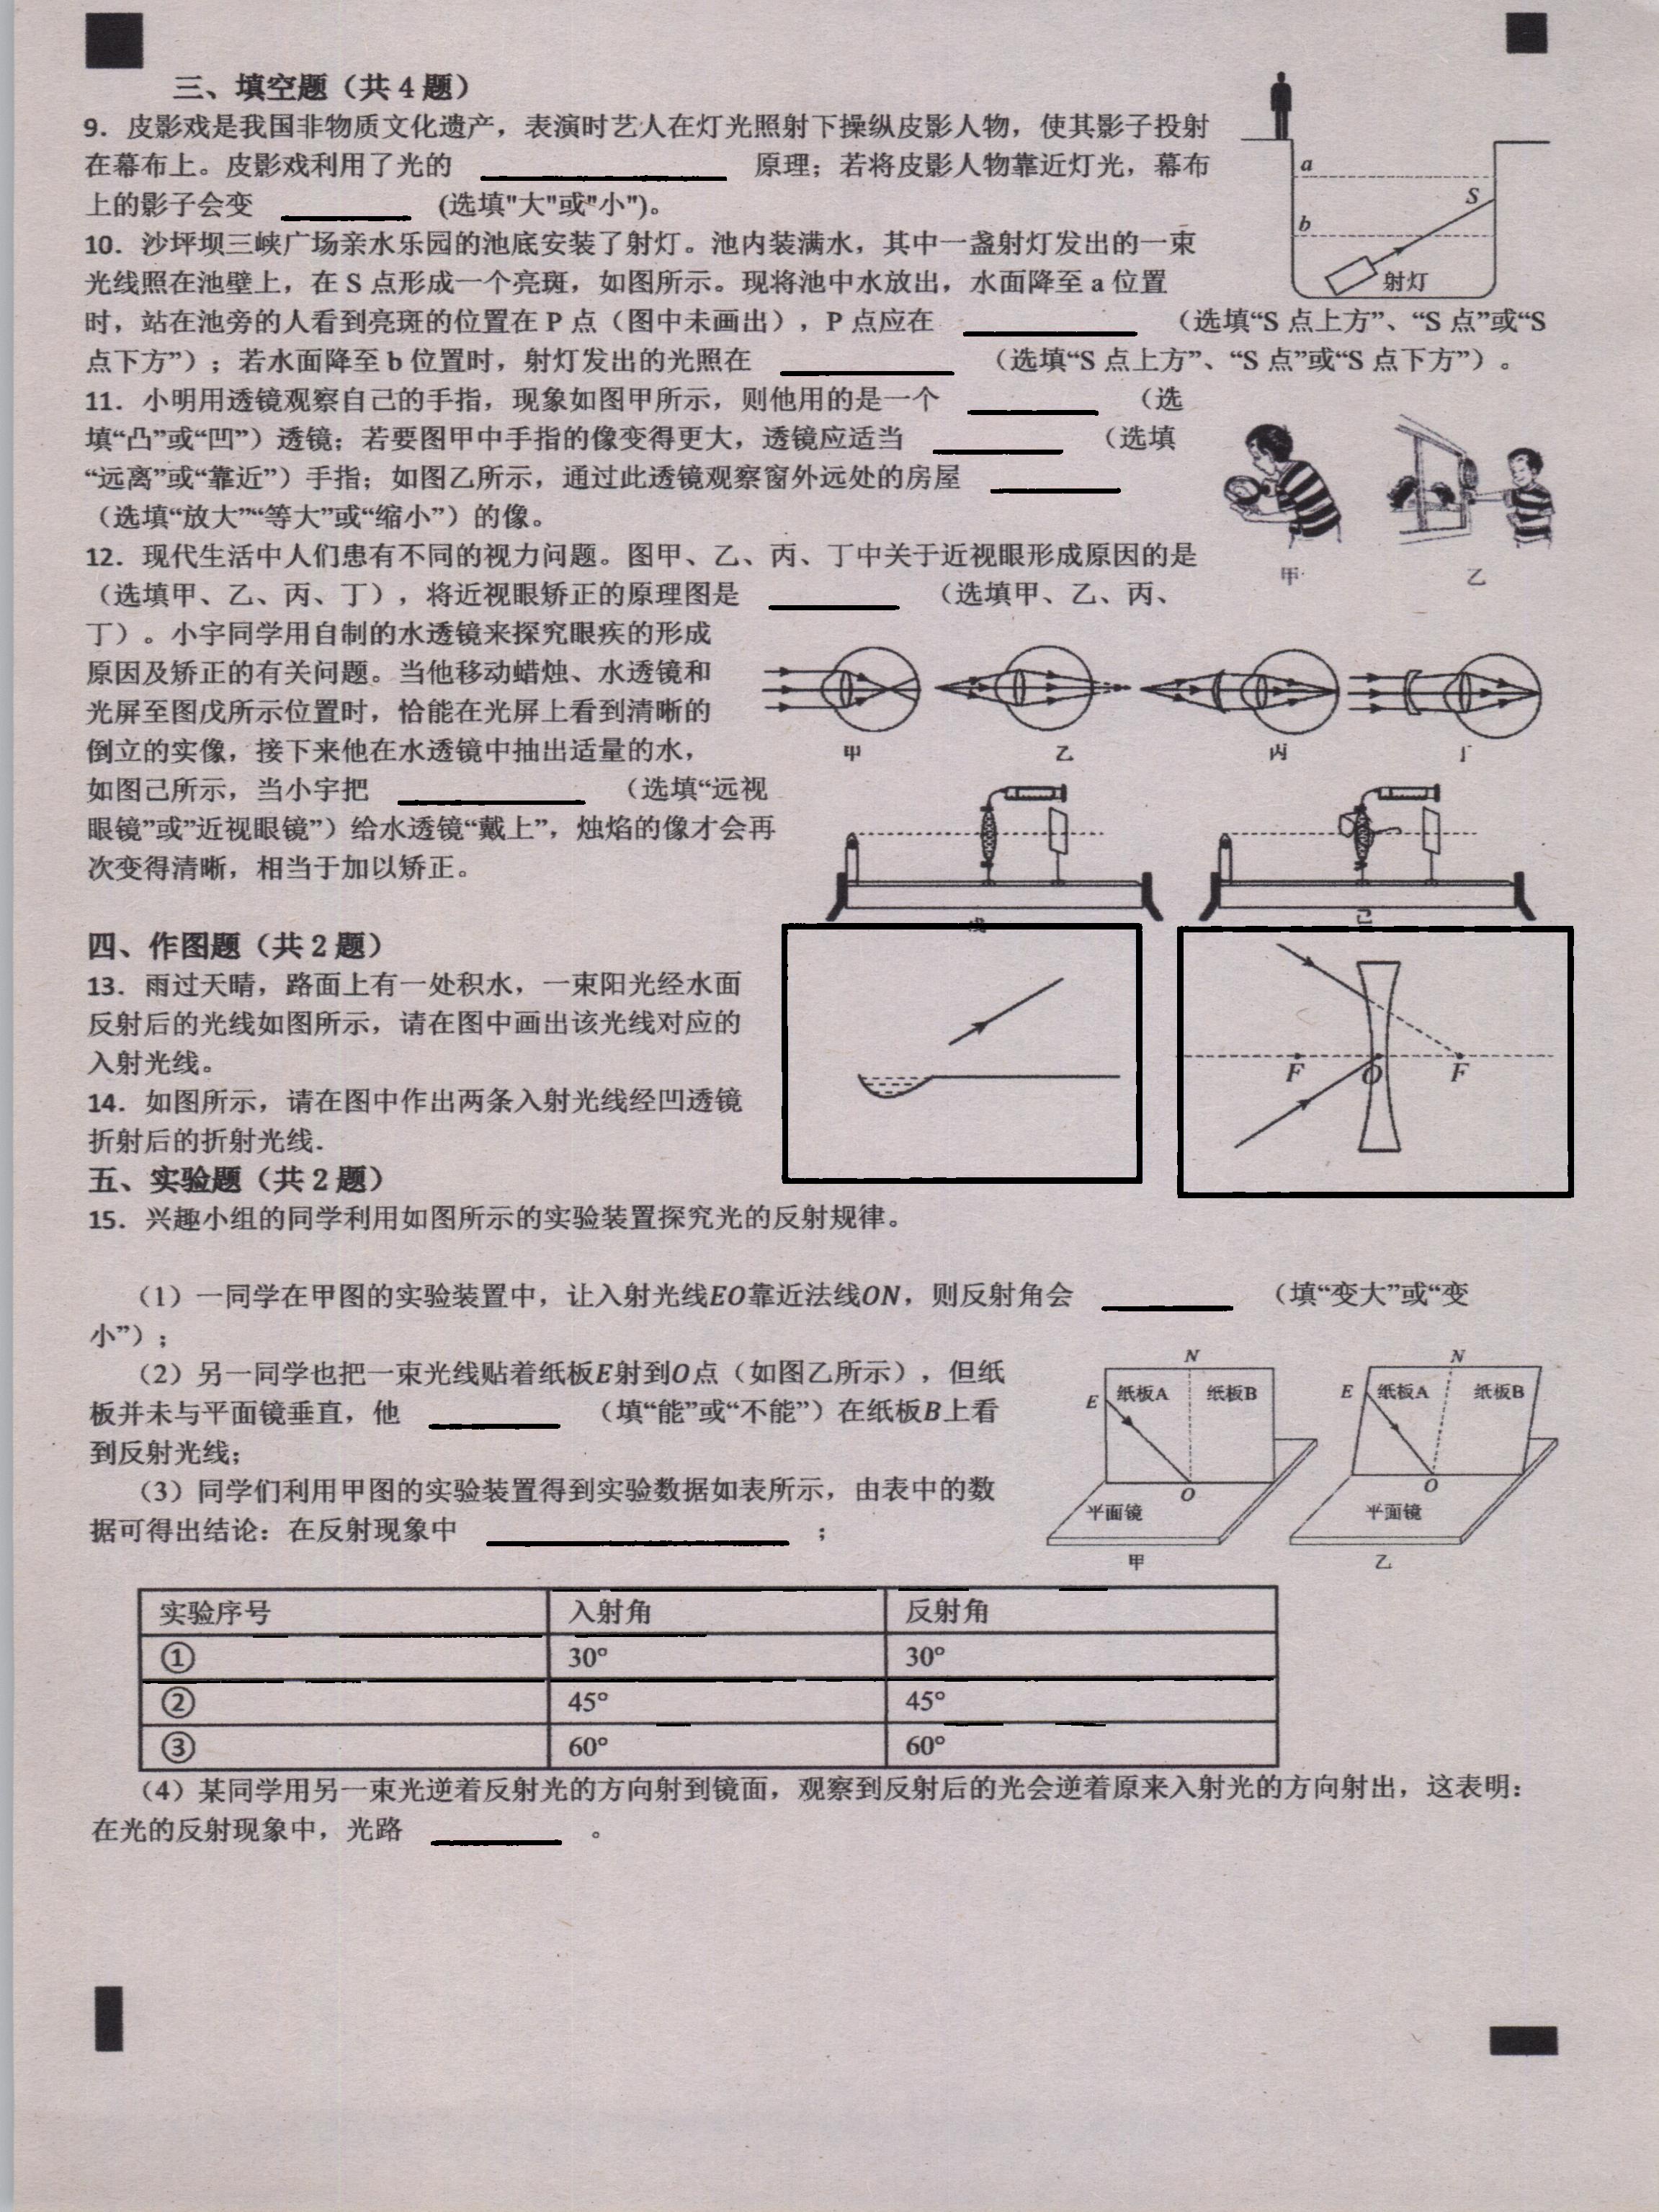 三、填空题（共 4 题）
9．皮影戏是我国非物质文化遗产，表演时艺人在灯光照射下操纵皮影人物，使其影子投射
在幕布上。皮影戏利用了光的 原理；若将皮影人物靠近灯光，幕布
上的影子会变 (选填"大"或"小")。
10．沙坪坝三峡广场亲水乐园的池底安装了射灯。池内装满水，其中一盏射灯发出的一束
光线照在池壁上，在 S 点形成一个亮斑，如图所示。现将池中水放出，水面降至 a 位置
时，站在池旁的人看到亮斑的位置在 P 点（图中未画出），P 点应在 （选填“S 点上方”、“S 点”或“S
点下方”）；若水面降至 b 位置时，射灯发出的光照在 （选填“S 点上方”、“S 点”或“S 点下方”）。
a
S
b
射灯
11．小明用透镜观察自己的手指，现象如图甲所示，则他用的是一个 （选
填“凸”或“凹”）透镜；若要图甲中手指的像变得更大，透镜应适当 （选填
“远离”或“靠近”）手指；如图乙所示，通过此透镜观察窗外远处的房屋
（选填“放大”“等大”或“缩小”）的像。
甲 乙
12．现代生活中人们患有不同的视力问题。图甲、乙、丙、丁中关于近视眼形成原因的是
（选填甲、乙、丙、丁），将近视眼矫正的原理图是 （选填甲、乙、丙、
丁）。小宇同学用自制的水透镜来探究眼疾的形成
原因及矫正的有关问题。当他移动蜡烛、水透镜和
光屏至图戊所示位置时，恰能在光屏上看到清晰的
倒立的实像，接下来他在水透镜中抽出适量的水，
如图己所示，当小宇把 （选填“远视
眼镜”或”近视眼镜”）给水透镜“戴上”，烛焰的像才会再
次变得清晰，相当于加以矫正。
甲 乙 丙 丁
戊 己
四、作图题（共 2 题）
13．雨过天晴，路面上有一处积水，一束阳光经水面
反射后的光线如图所示，请在图中画出该光线对应的
入射光线。
14．如图所示，请在图中作出两条入射光线经凹透镜
折射后的折射光线.
F O F
五、实验题（共 2 题）
15．兴趣小组的同学利用如图所示的实验装置探究光的反射规律。
（1）一同学在甲图的实验装置中，让入射光线EO靠近法线ON，则反射角会 （填“变大”或“变
小”）；
（2）另一同学也把一束光线贴着纸板E射到O点（如图乙所示），但纸
板并未与平面镜垂直，他 （填“能”或“不能”）在纸板B上看
到反射光线；
（3）同学们利用甲图的实验装置得到实验数据如表所示，由表中的数
据可得出结论：在反射现象中 ；
N N
E 纸板A 纸板B E 纸板A 纸板B
O O
平面镜 平面镜
甲 乙
实验序号 入射角 反射角
① 30° 30°
② 45° 45°
③ 60° 60°
（4）某同学用另一束光逆着反射光的方向射到镜面，观察到反射后的光会逆着原来入射光的方向射出，这表明：
在光的反射现象中，光路 。